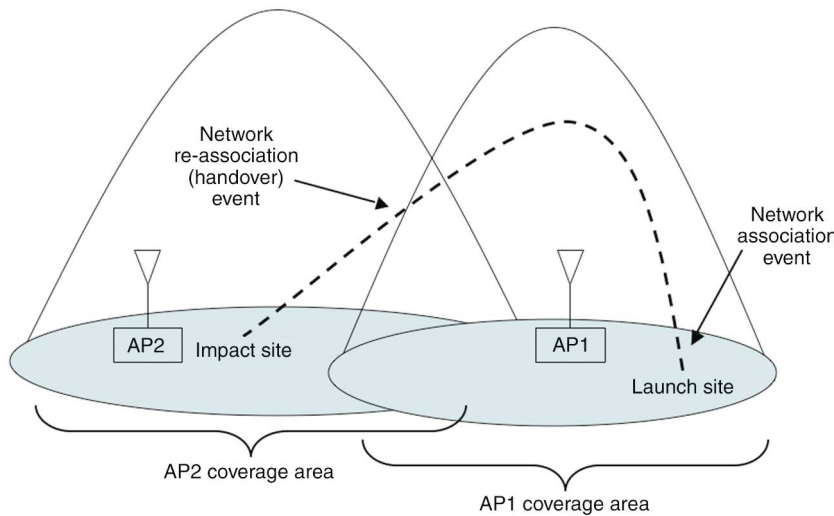 Network
re-association
(handover)
event
Network
association
event
AP2
Impact site
AP1
Launch site
AP2 coverage area
AP1 coverage area